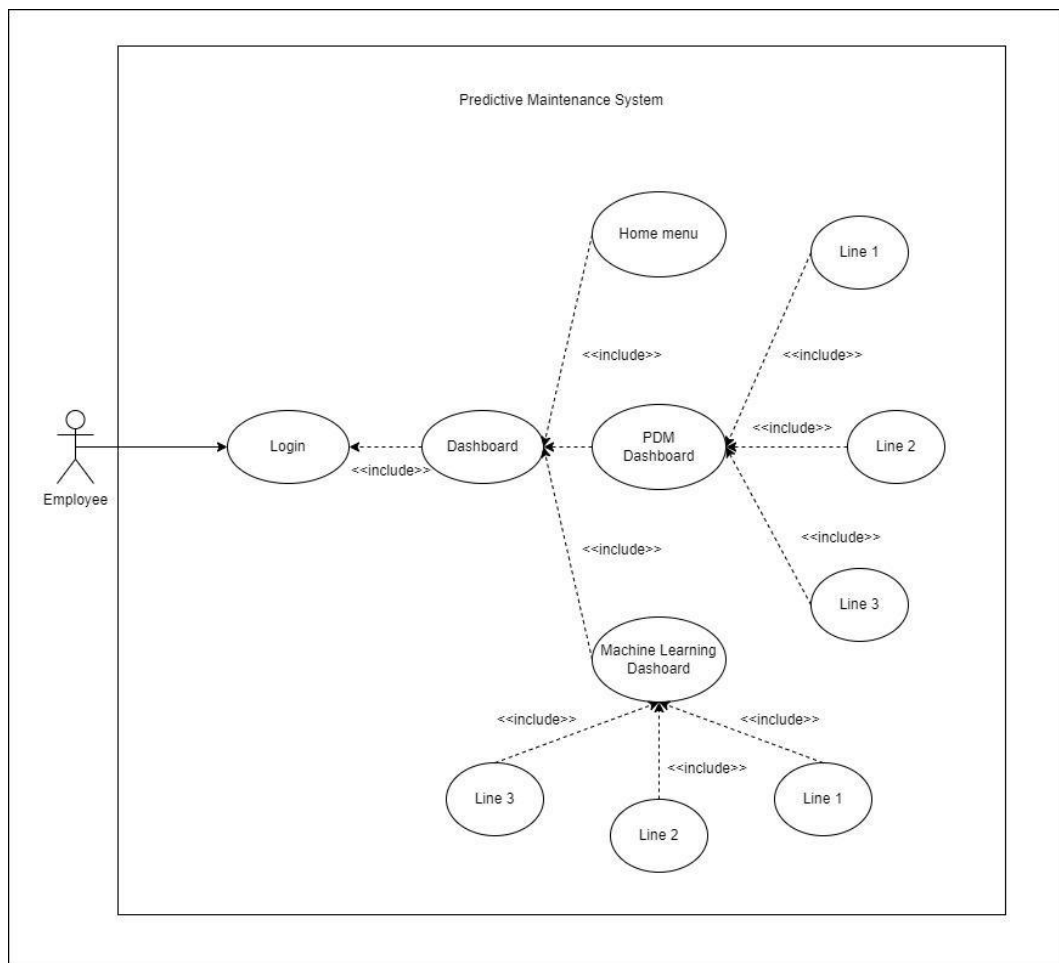 Predictive Maintenance System
Home menu
Line 1
<<include>>
<<include>>
Employee
Login
<<include>>
Dashboard
PDM
Dashboard
<<include>>
Line 2
<<include>>
<<include>>
Line 3
Machine Learning
Dashoard
<<include>>
<<include>>
<<include>>
Line 3
Line 2
Line 1